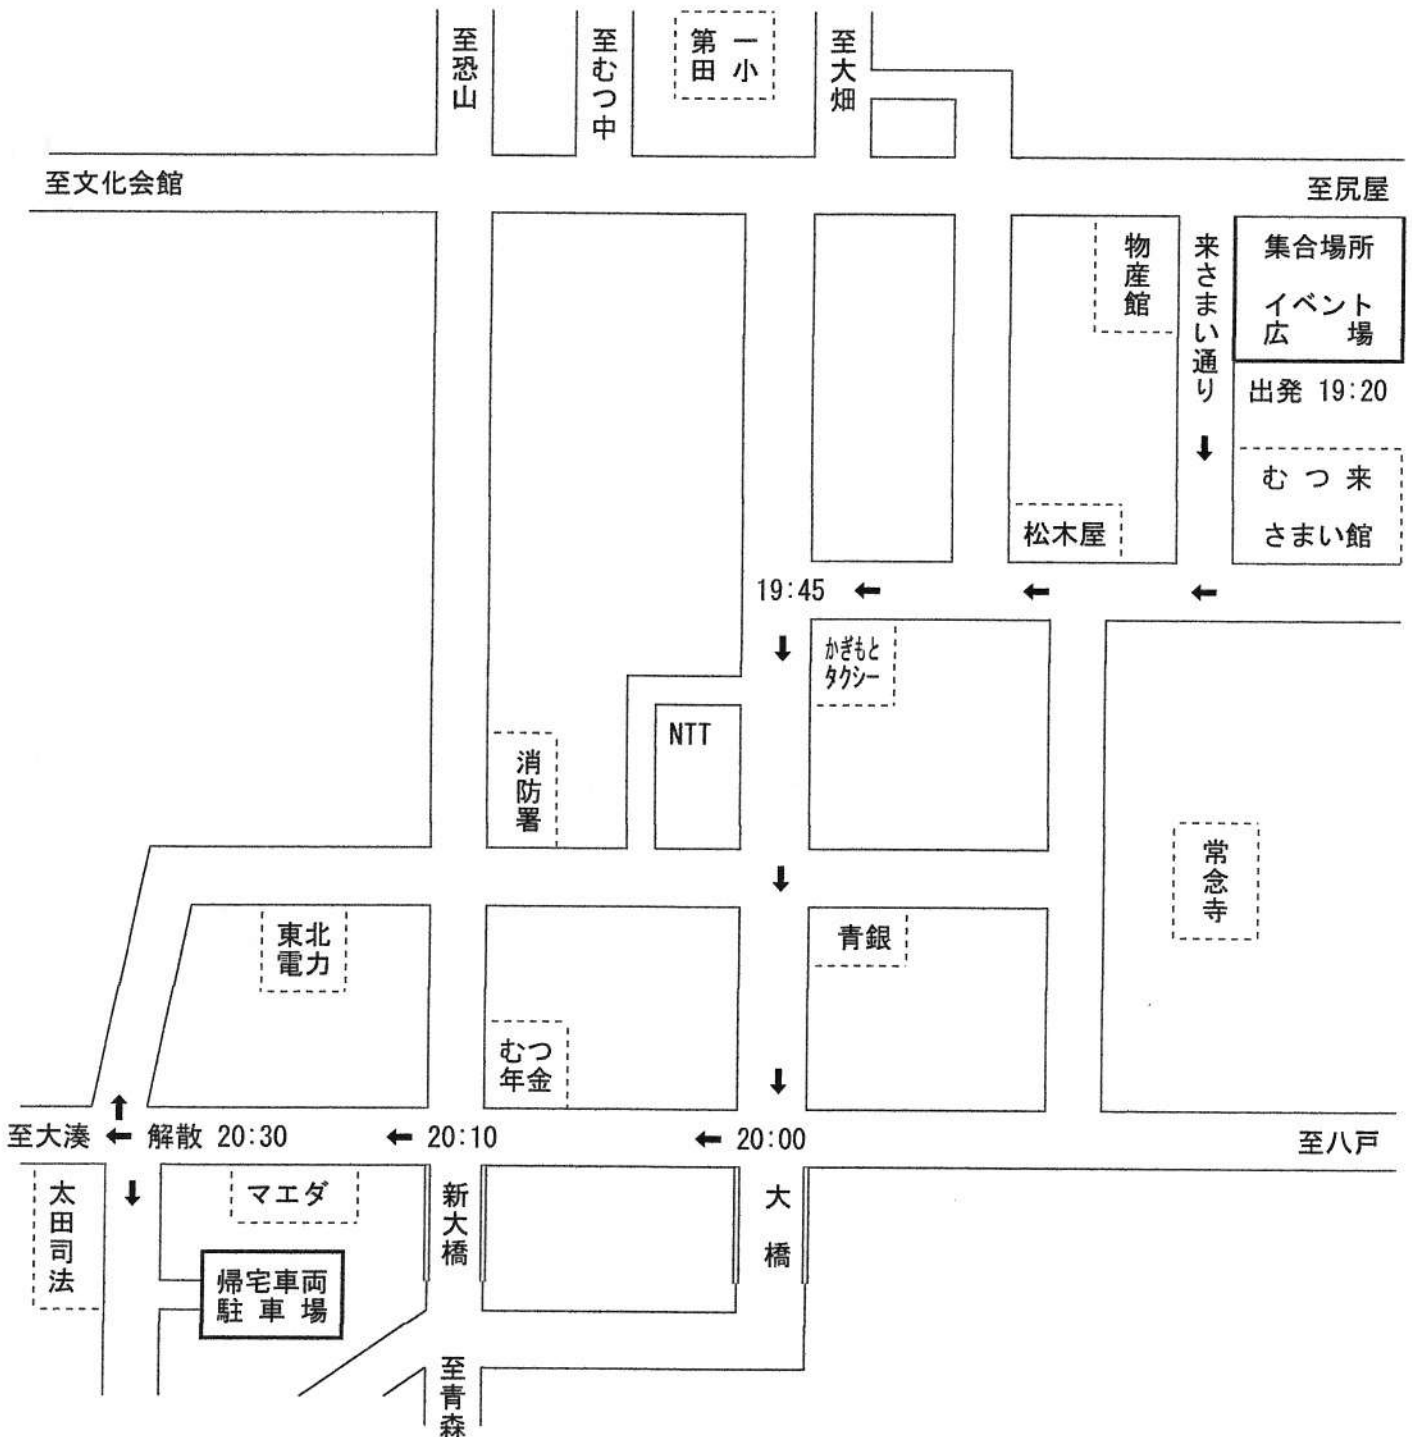 至恐山
至むつ中
第一
田小
至大畑
至文化会館
至尻屋
物産館
来さまい通り
集合場所
イベント
広場
出発 19:20
むつ来
さまい館
松木屋
19:45 ←
←
←
↓
↓
かぎもと
タクシー
NTT
消防署
常念寺
↓
東北
電力
青銀
むつ
年金
↓
↑
至大湊 ← 解散 20:30
← 20:10
← 20:00
至八戸
太田司法
↓
マエダ
新大橋
大橋
帰宅車両
駐車場
至青森